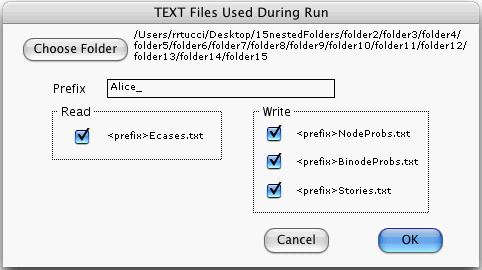 TEXT Files Used During Run
Choose Folder
/Users/rrtucci/Desktop/15nestedFolders/folder2/folder3/folder4/
folder5/folder6/folder7/folder8/folder9/folder10/folder11/folder12/
folder13/folder14/folder15
Prefix
Alice_
Read
<prefix>Ecases.txt
Write
<prefix>NodeProbs.txt
<prefix>BinodeProbs.txt
<prefix>Stories.txt
Cancel
OK